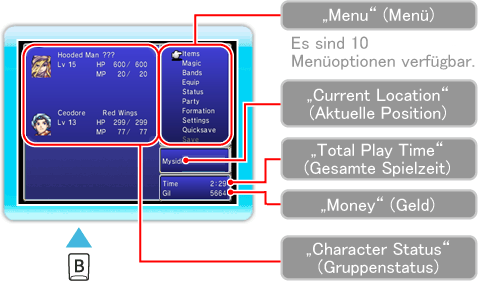 Hooded Man ???
Lv 15 HP 600/ 600
MP 20/ 20
Ceodore Red Wings
Lv 13 HP 299/ 299
MP 77/ 77
Items
Magic
Bands
Equip
Status
Party
Formation
Settings
Quicksave
Save
Time 2:29
Gil 5664
„Menu“ (Menü)
Es sind 10
Menüoptionen verfügbar.
„Current Location“
(Aktuelle Position)
„Total Play Time“
(Gesamte Spielzeit)
„Money“ (Geld)
„Character Status“
(Gruppenstatus)
B